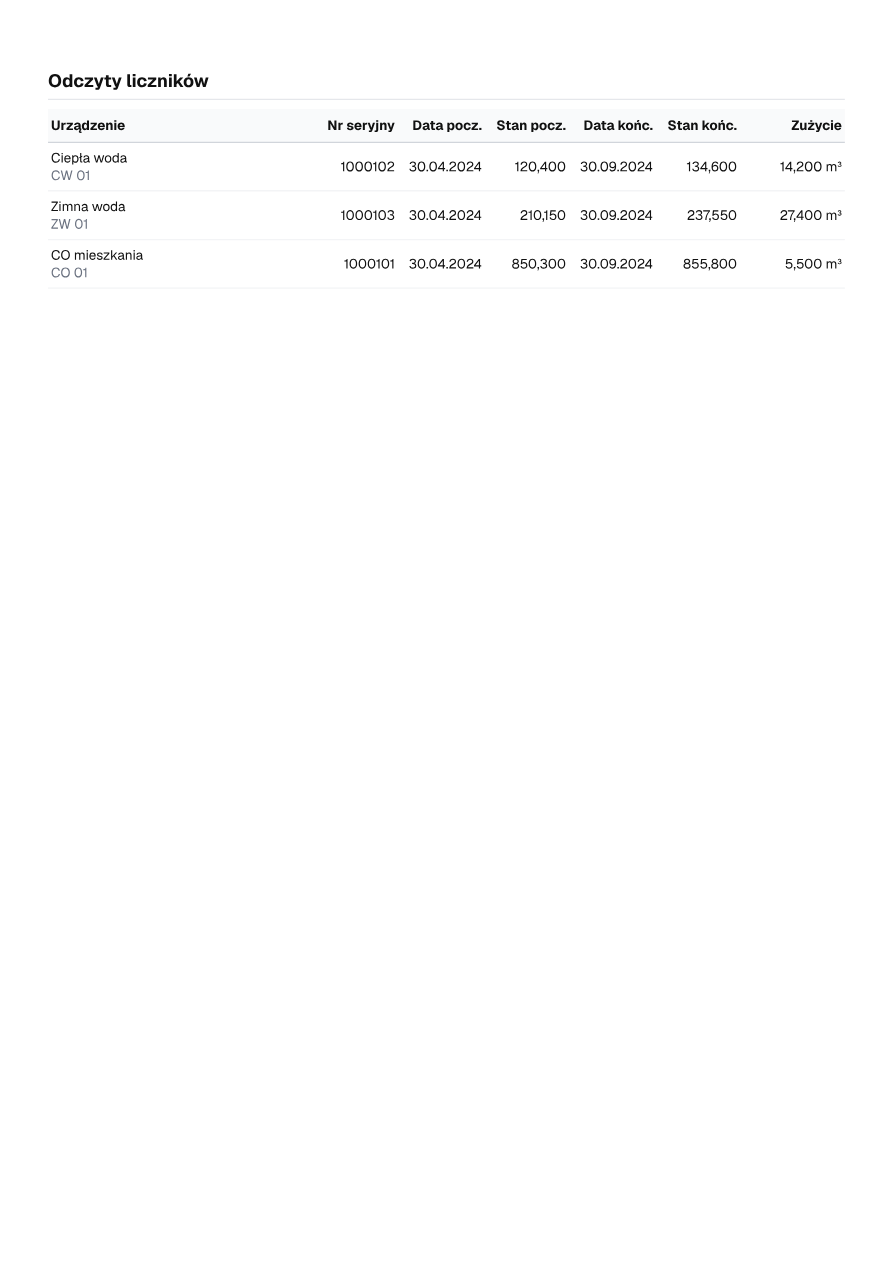 Odczyty liczników
Urządzenie Nr seryjny Data pocz. Stan pocz. Data końc. Stan końc. Zużycie
Ciepła woda
CW 01
1000102 30.04.2024 120,400 30.09.2024 134,600 14,200 m³
Zimna woda
ZW 01
1000103 30.04.2024 210,150 30.09.2024 237,550 27,400 m³
CO mieszkania
CO 01
1000101 30.04.2024 850,300 30.09.2024 855,800 5,500 m³